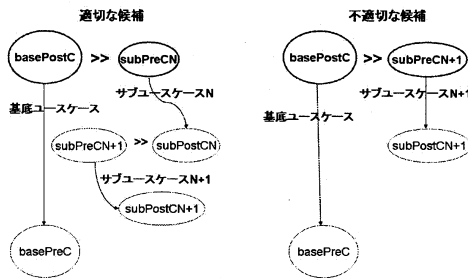 適切な候補
basePostC >> subPreCN
サブユースケースN
基底ユースケース
subPreCN+1 >> subPostCN
サブユースケースN+1
subPostCN+1
basePreC
不適切な候補
basePostC >> subPreCN+1
サブユースケースN+1
基底ユースケース
subPostCN+1
basePreC